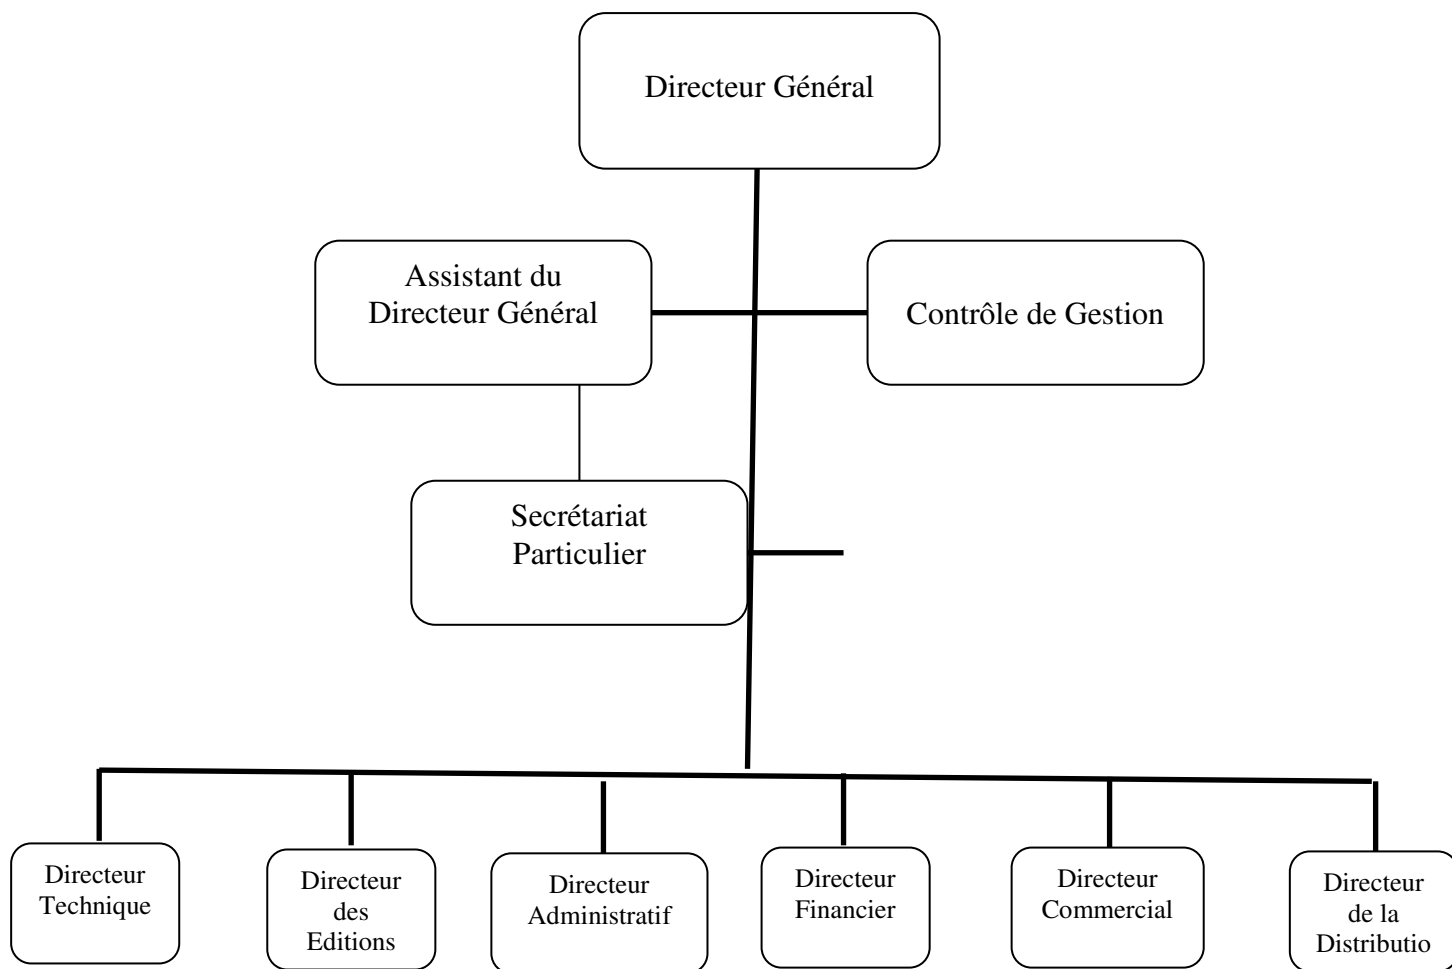 Directeur Général
Assistant du
Directeur Général
Contrôle de Gestion
Secrétariat
Particulier
Directeur
Technique
Directeur
des
Editions
Directeur
Administratif
Directeur
Financier
Directeur
Commercial
Directeur
de la
Distributio